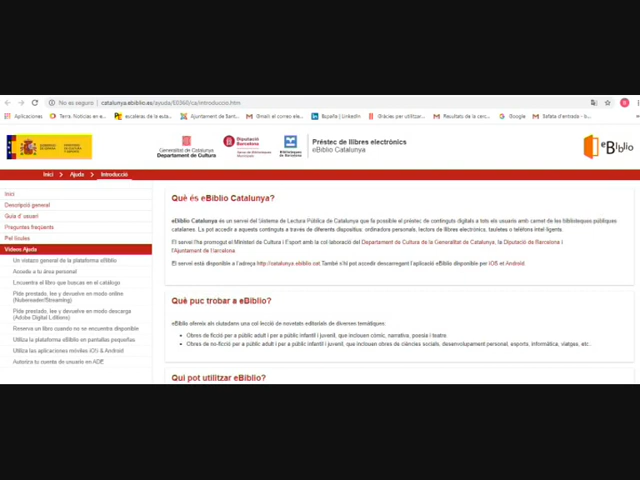 No es seguro | catalunya.ebiblio.es/ayuda/E0360/ca/introduccio.htm
Aplicaciones Terra: Noticias en e... escaleras de la euta... Ajuntament de Sant... Gmail: el correo ele... España | LinkedIn Gràcies per utilitzar... Resultats de la cerc... Google Safata d'entrada - b...
Generalitat de Catalunya
Departament de Cultura
Diputació
Barcelona
Préstec de llibres electrònics
eBiblio Catalunya
eBiblio
Inici Ajuda Introducció
Inici
Descripció general
Guia d' usuari
Preguntes freqüents
Pel·lícules
Vídeos Ajuda
Un vistazo general de la plataforma eBiblio
Accede a tu área personal
Encuentra el libro que buscas en el catálogo
Pide prestado, lee y devuelve en modo online
(Nubereader/Streaming)
Pide prestado, lee y devuelve en modo descarga
(Adobe Digital Editions)
Reserva un libro cuando no se encuentra disponible
Utiliza la plataforma eBiblio en pantallas pequeñas
Utiliza las aplicaciones móviles iOS & Android
Autoriza tu cuenta de usuario en ADE
Què és eBiblio Catalunya?
eBiblio Catalunya és un servei del Sistema de Lectura Pública de Catalunya que fa possible el préstec de continguts digitals a tots els usuaris amb carnet de les biblioteques públiques
catalanes. Es pot accedir a aquests continguts a través de diferents dispositius: ordinadors personals, lectors de llibres electrònics, tauletes o telèfons intel·ligents.
El servei l'ha promogut el Ministeri de Cultura i Esport amb la col·laboració del Departament de Cultura de la Generalitat de Catalunya, la Diputació de Barcelona i
l'Ajuntament de Barcelona.
El servei està disponible a l'adreça http://catalunya.ebiblio.cat.També s'hi pot accedir descarregant l'aplicació eBiblio disponible per iOS et Android.
Què puc trobar a eBiblio?
eBiblio ofereix als ciutadans una col·lecció de novetats editorials de diverses temàtiques:
• Obres de ficció per a públic adult i per a públic infantil i juvenil, que inclouen còmic, narrativa, poesia i teatre.
• Obres de no-ficció per a públic adult i per a públic infantil i juvenil, que inclouen obres de ciències socials, desenvolupament personal, esports, informàtica, viatges, etc..
Qui pot utilitzar eBiblio?